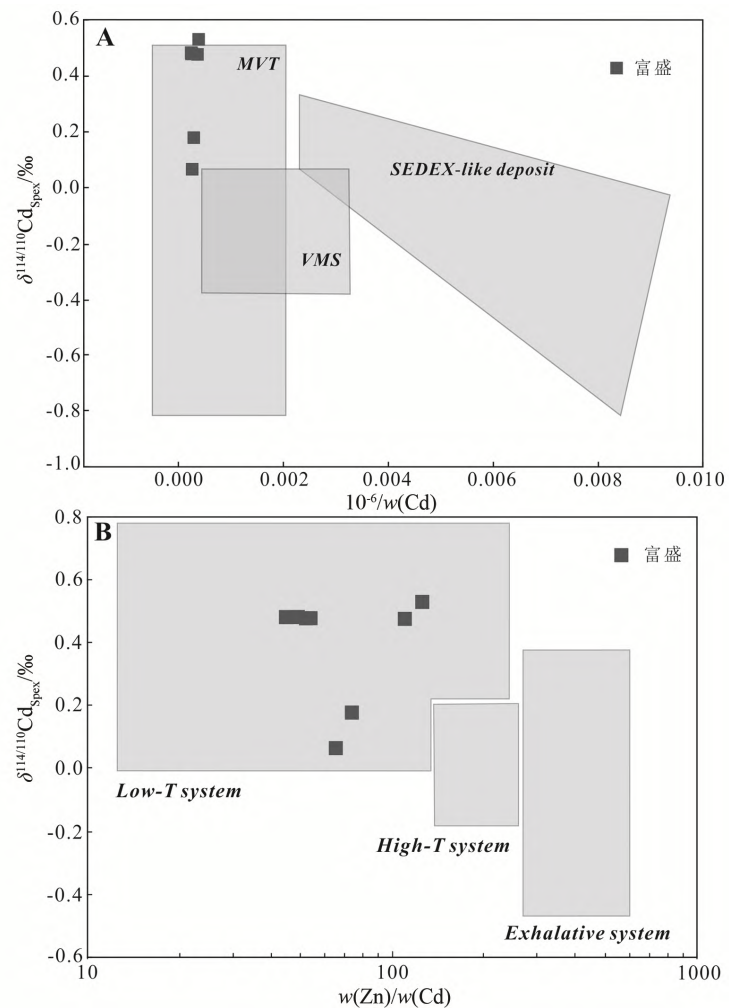 0.6
A
MVT
富盛
0.4
0.2
SEDEX-like deposit
0.0
-0.2
VMS
-0.4
-0.6
-0.8
-1.0
δ114/110CdSpex/‰
0.000 0.002 0.004 0.006 0.008 0.010
10-6/w(Cd)
0.8
B
富盛
0.6
0.4
0.2
0.0
Low-T system
-0.2
High-T system
-0.4
Exhalative system
-0.6
δ114/110CdSpex/‰
10 100 1000
w(Zn)/w(Cd)